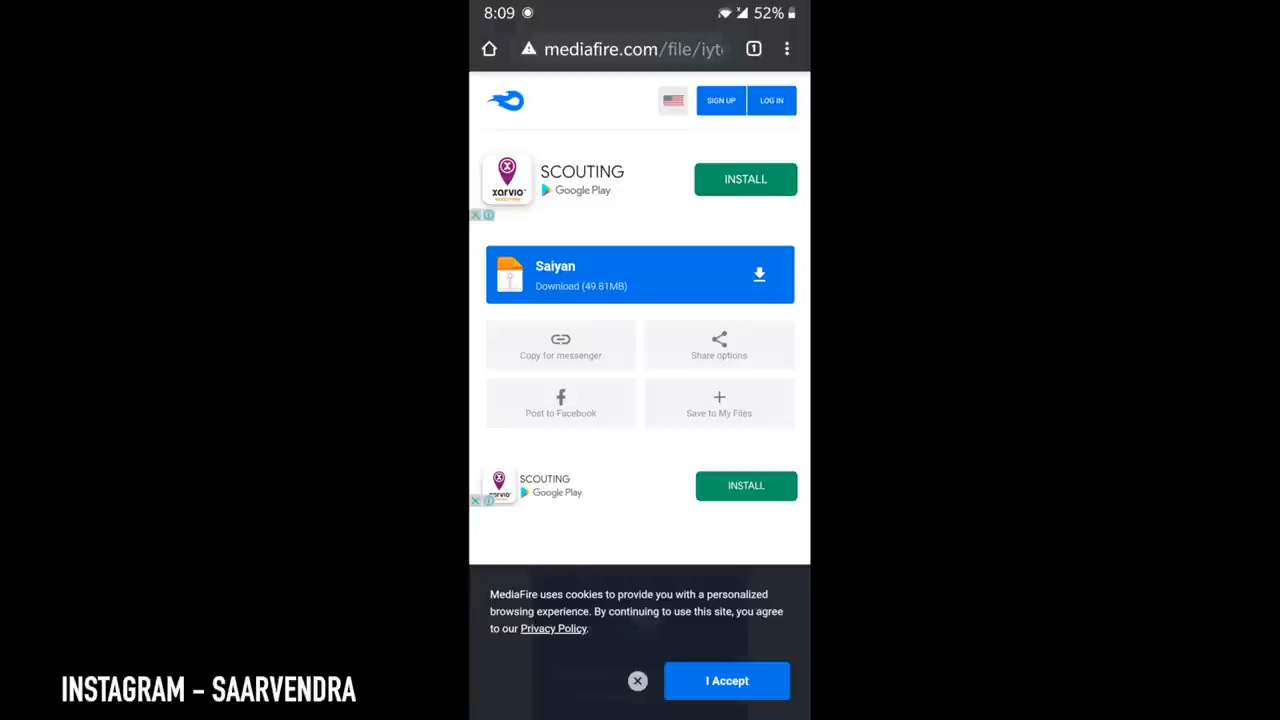 8:09
52%
mediafire.com/file/iyt
1
SIGN UP
LOG IN
xarvio
SCOUTING
Google Play
INSTALL
Saiyan
Download (49.81MB)
Copy for messenger
Share options
Post to Facebook
Save to My Files
xarvio
SCOUTING
Google Play
INSTALL
MediaFire uses cookies to provide you with a personalized
browsing experience. By continuing to use this site, you agree
to our Privacy Policy.
I Accept
INSTAGRAM - SAARVENDRA